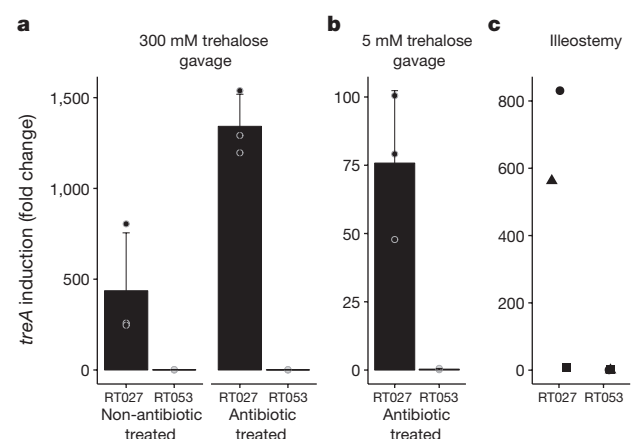 a
300 mM trehalose
gavage
treA induction (fold change)
1,500
1,000
500
0
RT027 RT053 RT027 RT053
Non-antibiotic Antibiotic
treated treated
b
5 mM trehalose
gavage
100
75
50
25
0
RT027 RT053
Antibiotic
treated
c
Illeostemy
800
600
400
200
0
RT027 RT053